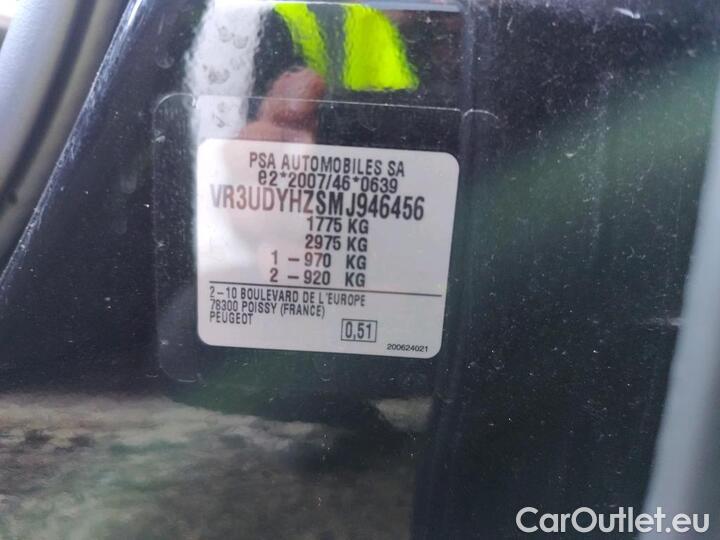 PSA AUTOMOBILES SA
e2*2007/46*0639
VR3UDYHZSMJ946456
1775 KG
2975 KG
1 -970 KG
2 -920 KG
2-10 BOULEVARD DE L'EUROPE
78300 POISSY (FRANCE)
PEUGEOT
0,51
200624021
CarOutlet.eu